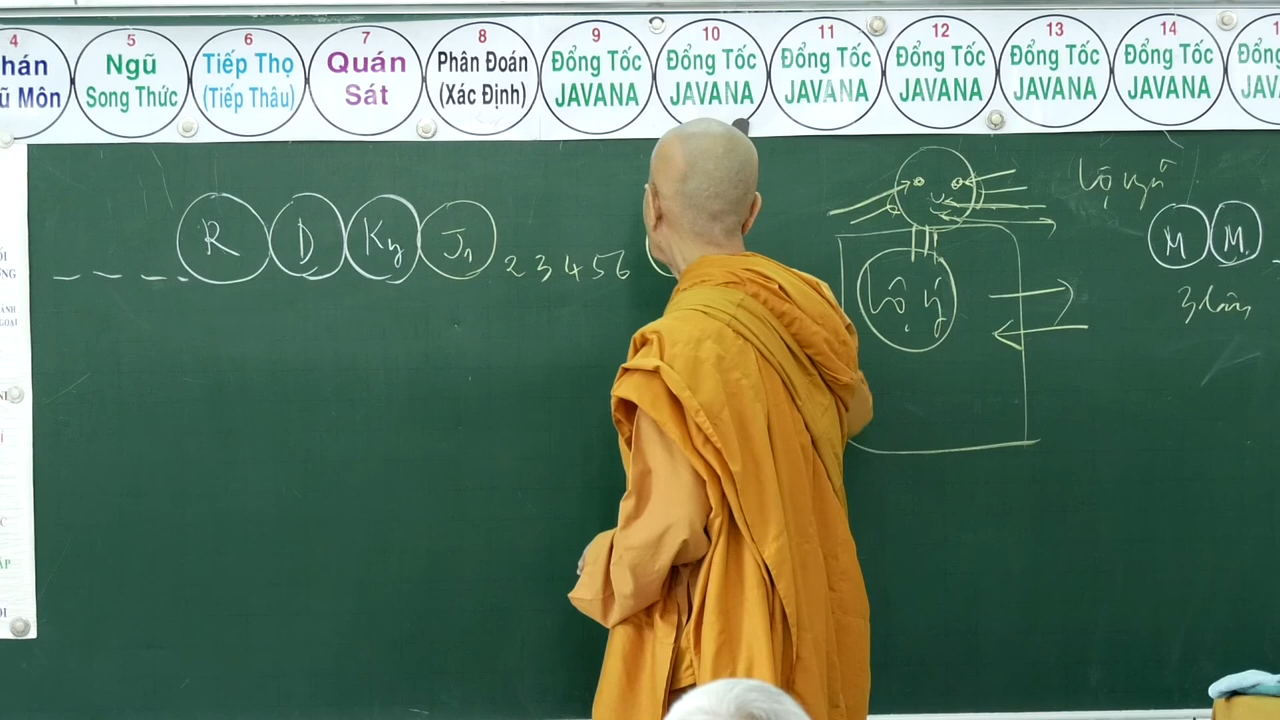 4 5 6 7 8 9 10 11 12 13 14
Ngũ Song Thức
Tiếp Thọ (Tiếp Thâu)
Quán Sát
Phân Đoán (Xác Định)
Đổng Tốc JAVANA
Đổng Tốc JAVANA
Đổng Tốc JAVANA
Đổng Tốc JAVANA
Đổng Tốc JAVANA
Đổng Tốc JAVANA
R D Ky J1 2 3 4 5 6
lộ ngũ
lộ ý
M M
3 lần